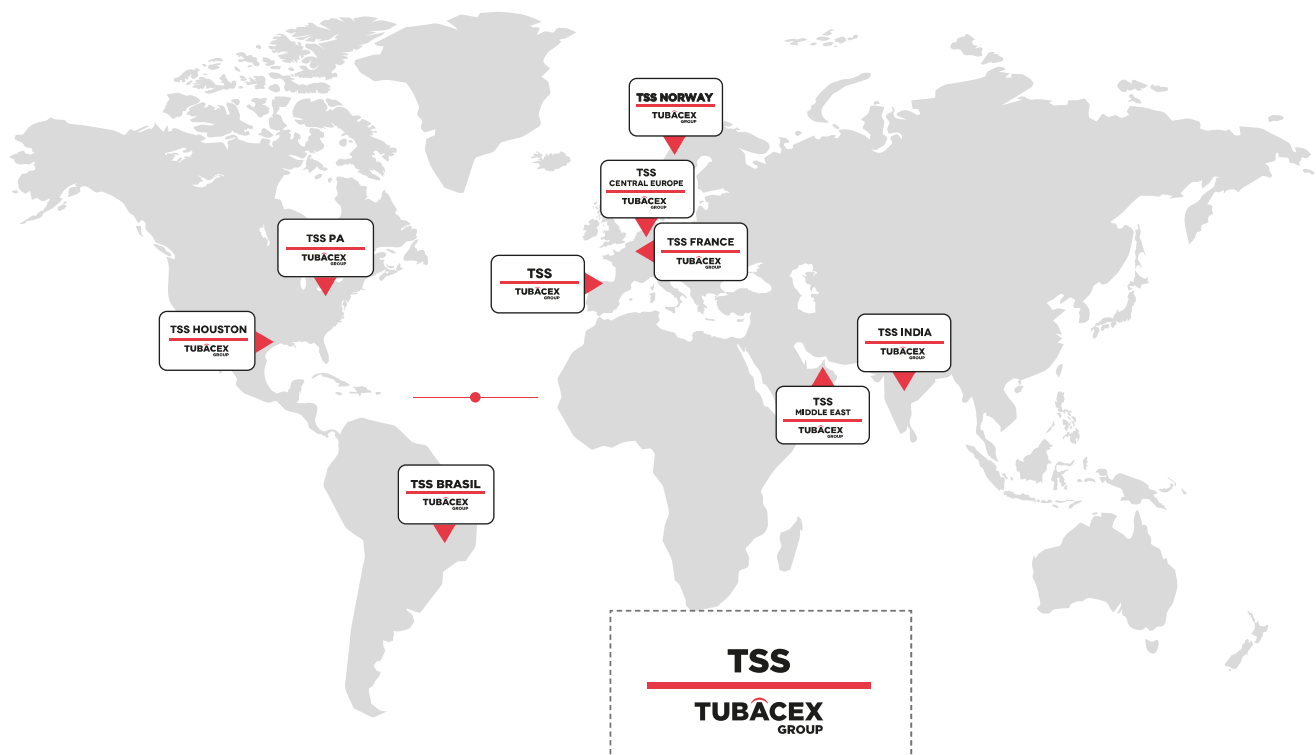 TSS NORWAY
TUBACEX
GROUP
TSS
CENTRAL EUROPE
TUBACEX
GROUP
TSS PA
TUBACEX
GROUP
TSS FRANCE
TUBACEX
GROUP
TSS
TUBACEX
GROUP
TSS HOUSTON
TUBACEX
GROUP
TSS INDIA
TUBACEX
GROUP
TSS
MIDDLE EAST
TUBACEX
GROUP
TSS BRASIL
TUBACEX
GROUP
TSS
TUBACEX
GROUP